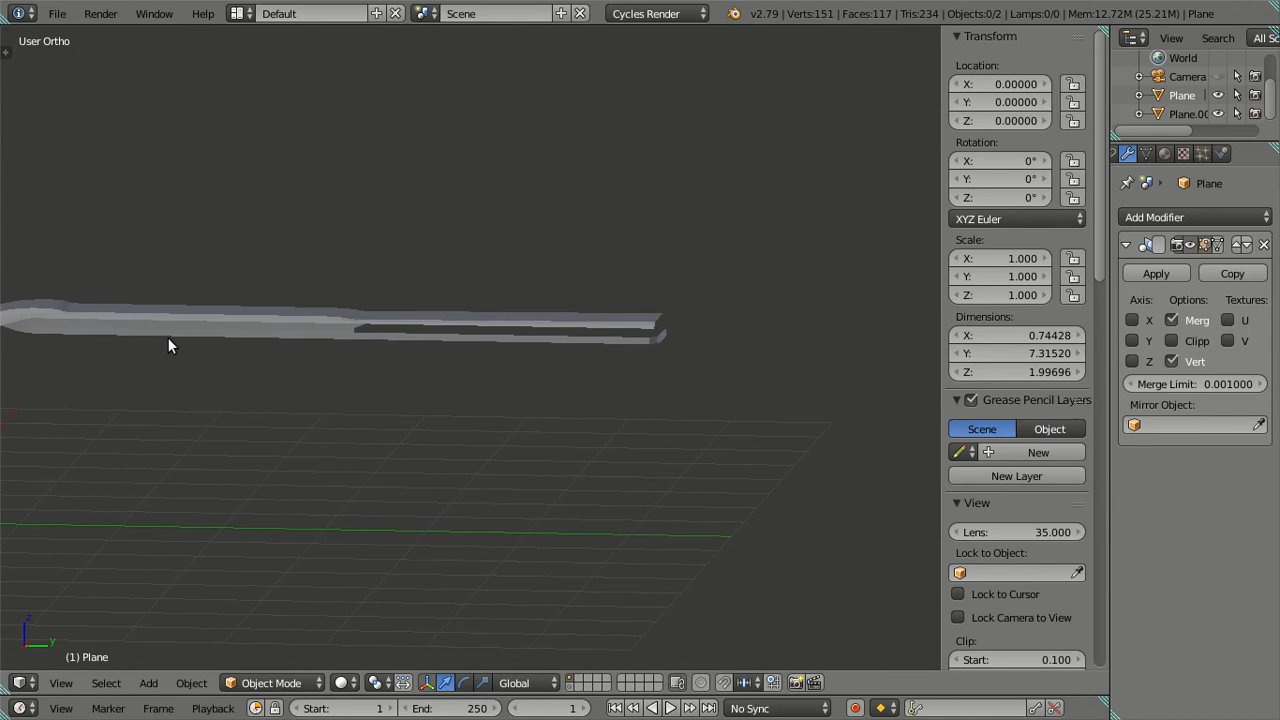 File Render Window Help Default Scene Cycles Render v2.79 | Verts:151 | Faces:117 | Tris:234 | Objects:0/2 | Lamps:0/0 | Mem:12.72M (25.21M) | Plane
User Ortho
Transform
Location:
X: 0.00000
Y: 0.00000
Z: 0.00000
Rotation:
X: 0°
Y: 0°
Z: 0°
XYZ Euler
Scale:
X: 1.000
Y: 1.000
Z: 1.000
Dimensions:
X: 0.74428
Y: 7.31520
Z: 1.99696
Grease Pencil Layers
Scene Object
New
New Layer
View
Lens: 35.000
Lock to Object:
Lock to Cursor
Lock Camera to View
Clip:
Start: 0.100
View Search All Sc
World
Camera
Plane
Plane.00
Plane
Add Modifier
Apply Copy
Axis: Options: Textures:
X Merg U
Y Clipp V
Z Vert
Merge Limit: 0.001000
Mirror Object:
z
y
(1) Plane
View Select Add Object Object Mode Global
View Marker Frame Playback Start: 1 End: 250 1 No Sync